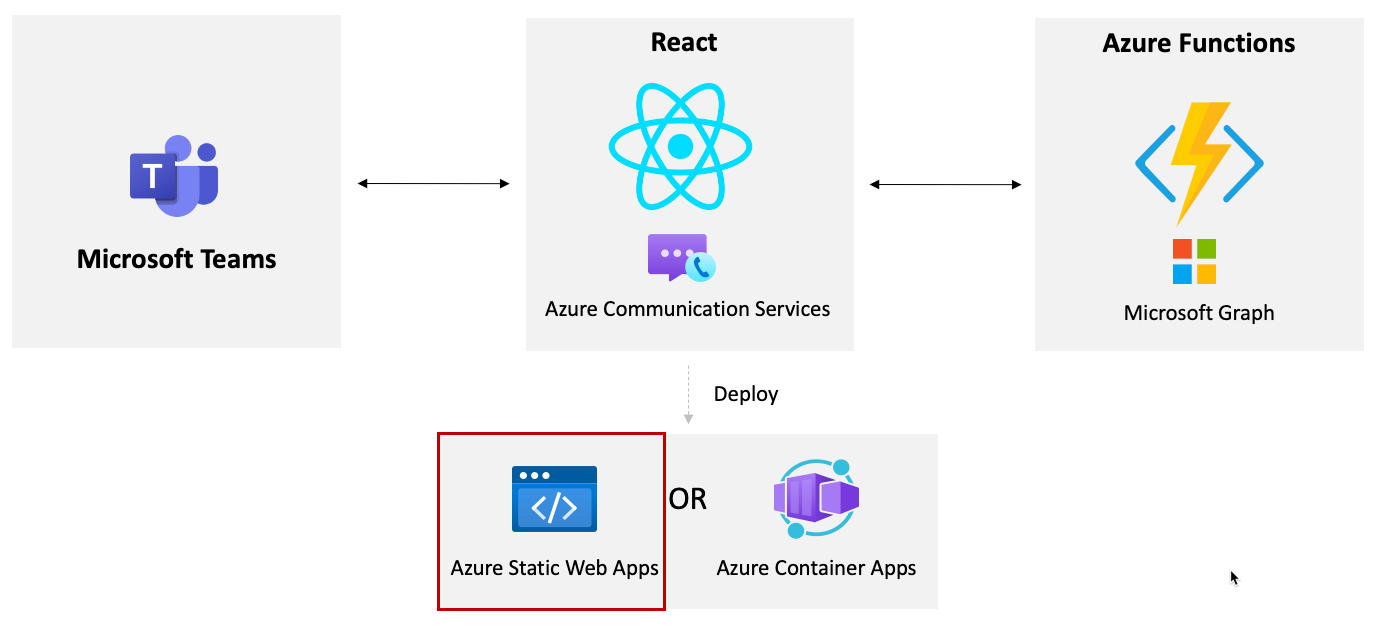 React
Azure Functions
T
Microsoft Teams
Azure Communication Services
Microsoft Graph
Deploy
</>
OR
Azure Static Web Apps
Azure Container Apps